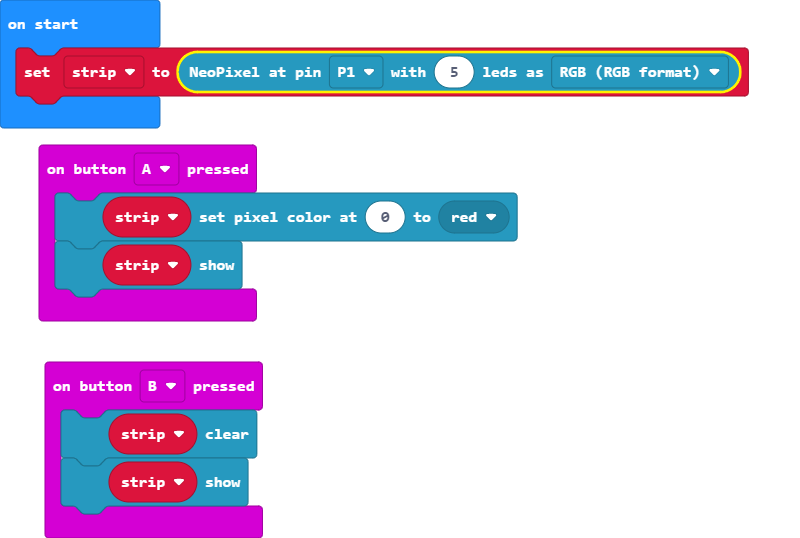 on start
set strip to NeoPixel at pin P1 with 5 leds as RGB (RGB format)
on button A pressed
strip set pixel color at 0 to red
strip show
on button B pressed
strip clear
strip show